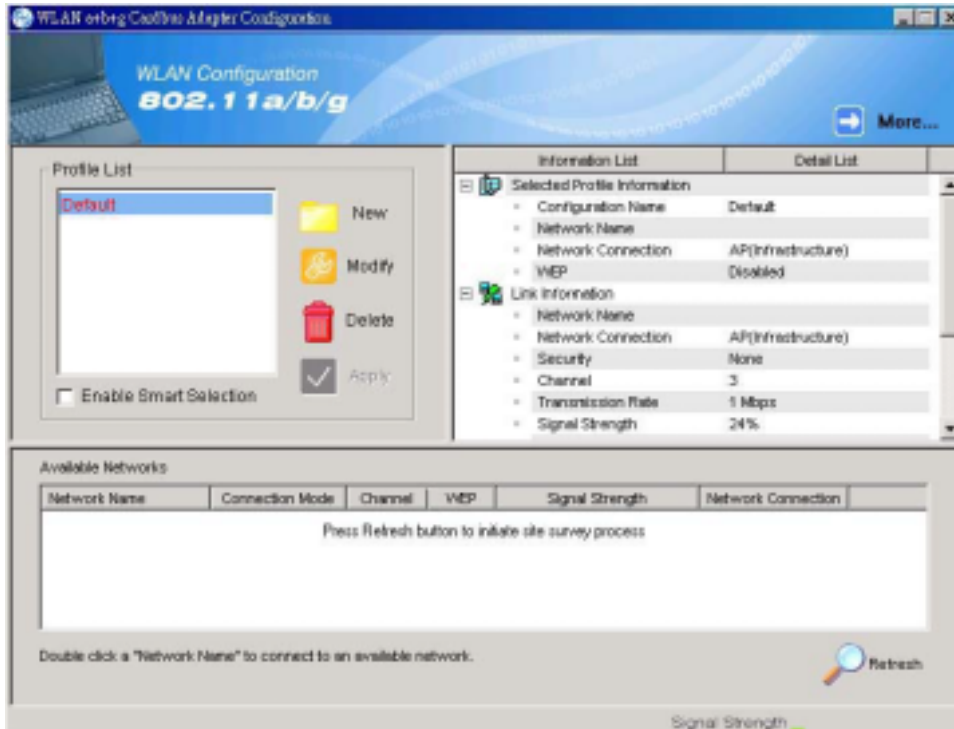 WLAN a+b+g Cardbus Adapter Configuration
WLAN Configuration
802.11a/b/g
More...
Profile List
Default
New
Modify
Delete
Apply
Enable Smart Selection
Information List Detail List
Selected Profile Information
Configuration Name Default
Network Name
Network Connection AP(Infrastructure)
WEP Disabled
Link Information
Network Name
Network Connection AP(Infrastructure)
Security None
Channel 3
Transmission Rate 1 Mbps
Signal Strength 24%
Available Networks
Network Name Connection Mode Channel WEP Signal Strength Network Connection
Press Refresh button to initiate site survey process
Double click a "Network Name" to connect to an available network.
Refresh
Signal Strength